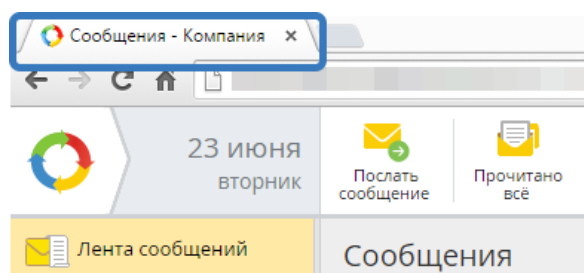 Сообщения - Компания
23 июня
вторник
Послать
сообщение
Прочитано
всё
Лента сообщений
Сообщения